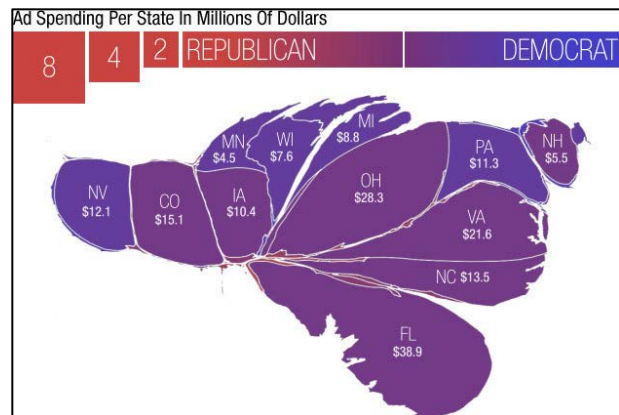 Ad Spending Per State In Millions Of Dollars
8 4 2 REPUBLICAN DEMOCRAT
MN
$4.5
WI
$7.6
MI
$8.8
NV
$12.1
CO
$15.1
IA
$10.4
OH
$28.3
PA
$11.3
NH
$5.5
VA
$21.6
NC $13.5
FL
$38.9